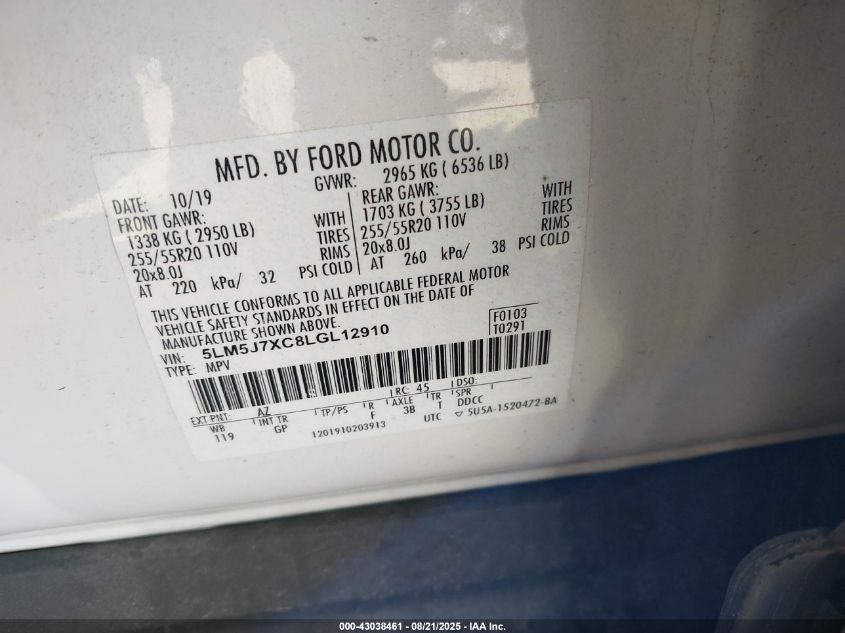 MFD. BY FORD MOTOR CO.
DATE: 10/19 GVWR: 2965 KG ( 6536 LB)
FRONT GAWR: REAR GAWR:
1338 KG ( 2950 LB) WITH 1703 KG ( 3755 LB) WITH
255/55R20 110V TIRES 255/55R20 110V TIRES
20x8.0J RIMS 20x8.0J RIMS
AT 220 kPa/ 32 PSI COLD AT 260 kPa/ 38 PSI COLD
THIS VEHICLE CONFORMS TO ALL APPLICABLE FEDERAL MOTOR
VEHICLE SAFETY STANDARDS IN EFFECT ON THE DATE OF
MANUFACTURE SHOWN ABOVE.
VIN: 5LM5J7XC8LGL12910 F0103
TYPE: MPV T0291
EXT PNT: AZ RC: 45 DSO:
WB INT TR TP/PS R AXLE TR SPR
119 GP F 3B T DDCC
1201910203913 UTC ▽ 5U5A-1520472-BA
000-43038461 - 08/21/2025 - IAA Inc.